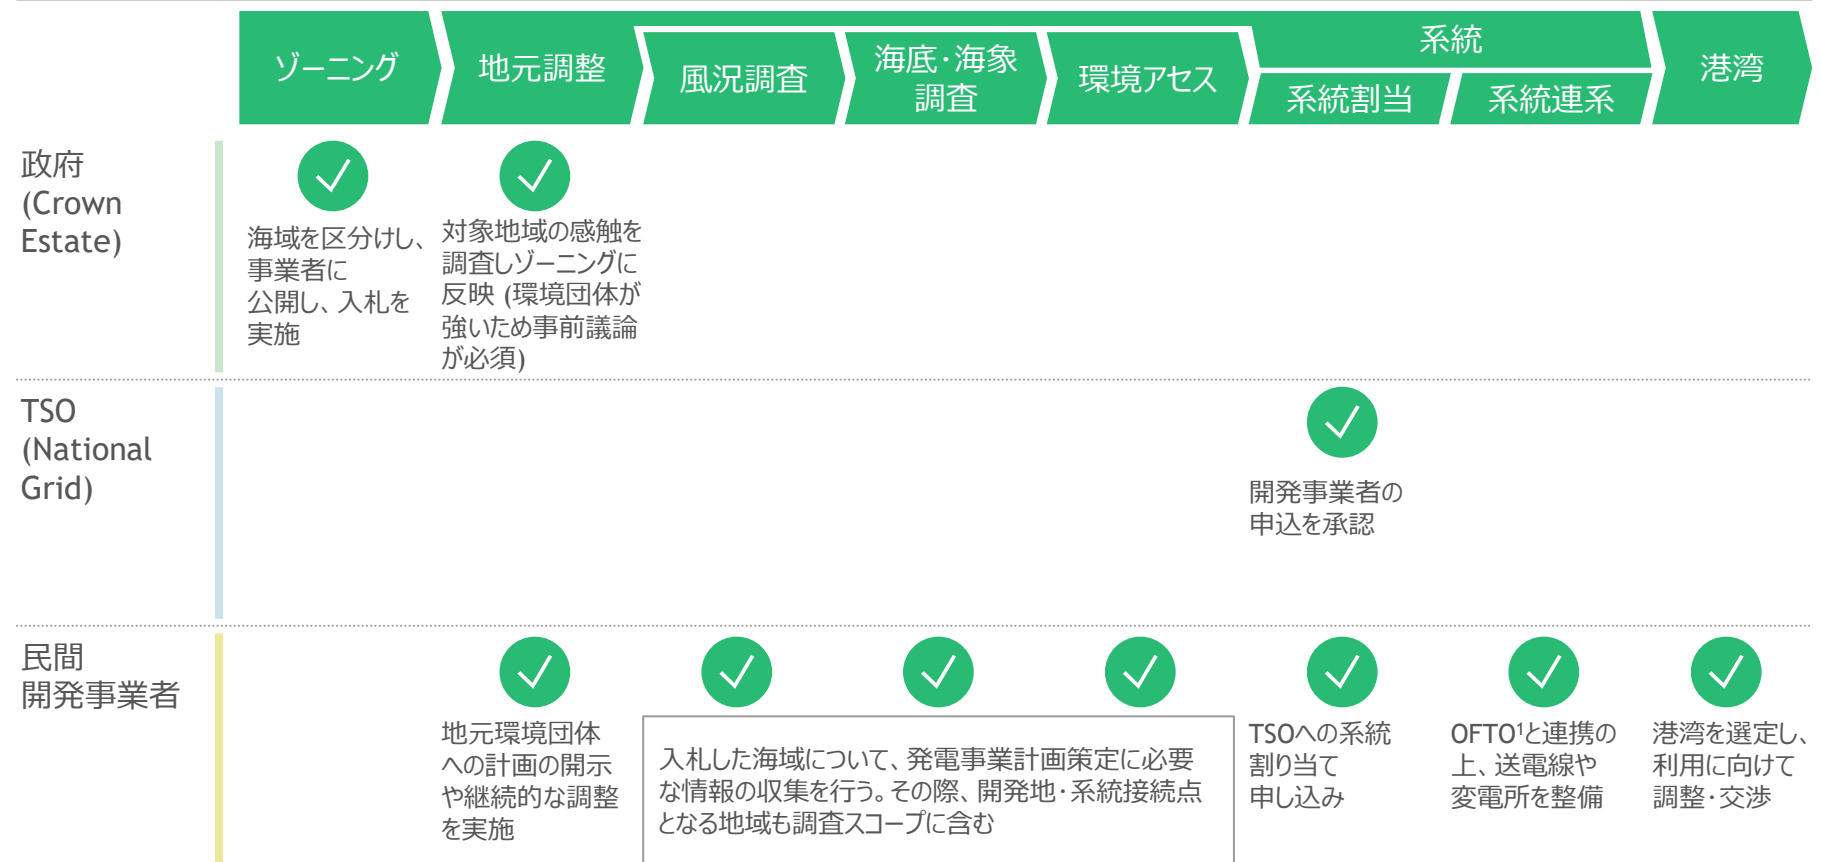 ゾーニング
地元調整
風況調査
海底・海象
調査
環境アセス
系統
系統割当
系統連系
港湾
政府
(Crown
Estate)
海域を区分けし、
事業者に
公開し、入札を
実施
対象地域の感触を
調査しゾーニングに
反映 (環境団体が
強いため事前議論
が必須)
TSO
(National
Grid)
開発事業者の
申込を承認
民間
開発事業者
地元環境団体
への計画の開示
や継続的な調整
を実施
入札した海域について、発電事業計画策定に必要
な情報の収集を行う。その際、開発地・系統接続点
となる地域も調査スコープに含む
TSOへの系統
割り当て
申し込み
OFTO¹と連携の
上、送電線や
変電所を整備
港湾を選定し、
利用に向けて
調整・交渉